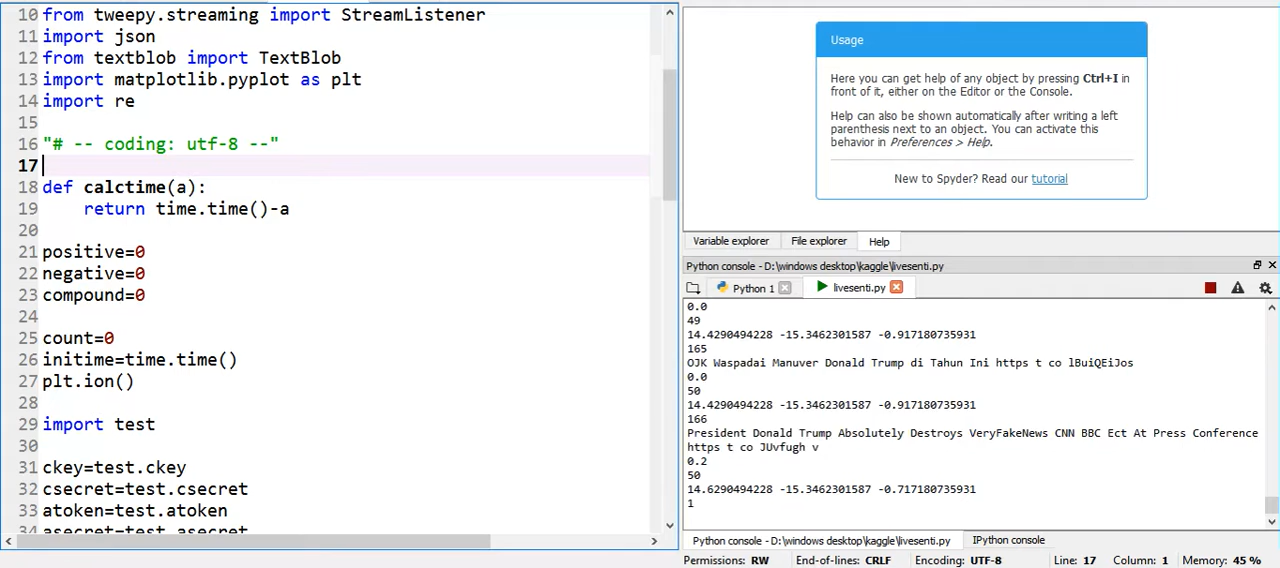 10 from tweepy.streaming import StreamListener
11 import json
12 from textblob import TextBlob
13 import matplotlib.pyplot as plt
14 import re
15
16 "# -- coding: utf-8 --"
17
18 def calctime(a):
19     return time.time()-a
20
21 positive=0
22 negative=0
23 compound=0
24
25 count=0
26 initime=time.time()
27 plt.ion()
28
29 import test
30
31 ckey=test.ckey
32 csecret=test.csecret
33 atoken=test.atoken
34 asecret=test.asecret
Usage
Here you can get help of any object by pressing Ctrl+I in
front of it, either on the Editor or the Console.
Help can also be shown automatically after writing a left
parenthesis next to an object. You can activate this
behavior in Preferences > Help.
New to Spyder? Read our tutorial
Variable explorer File explorer Help
Python console - D:\windows desktop\kaggle\livesenti.py
Python 1 livesenti.py
0.0
49
14.4290494228 -15.3462301587 -0.917180735931
165
OJK Waspadai Manuver Donald Trump di Tahun Ini https t co lBuiQEiJos
0.0
50
14.4290494228 -15.3462301587 -0.917180735931
166
President Donald Trump Absolutely Destroys VeryFakeNews CNN BBC Ect At Press Conference
https t co JUvfugh v
0.2
50
14.6290494228 -15.3462301587 -0.717180735931
1
Python console - D:\windows desktop\kaggle\livesenti.py IPython console
Permissions: RW End-of-lines: CRLF Encoding: UTF-8 Line: 17 Column: 1 Memory: 45 %